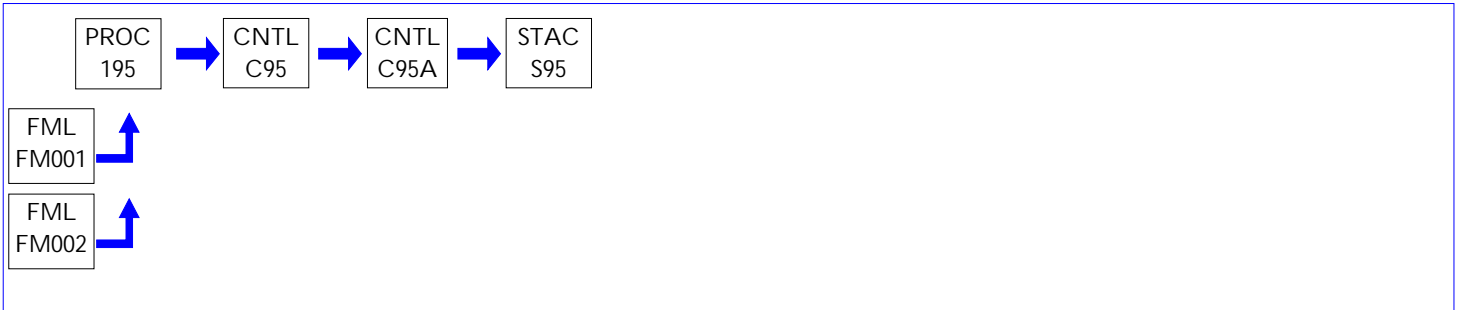 PROC
195
CNTL
C95
CNTL
C95A
STAC
S95
FML
FM001
FML
FM002